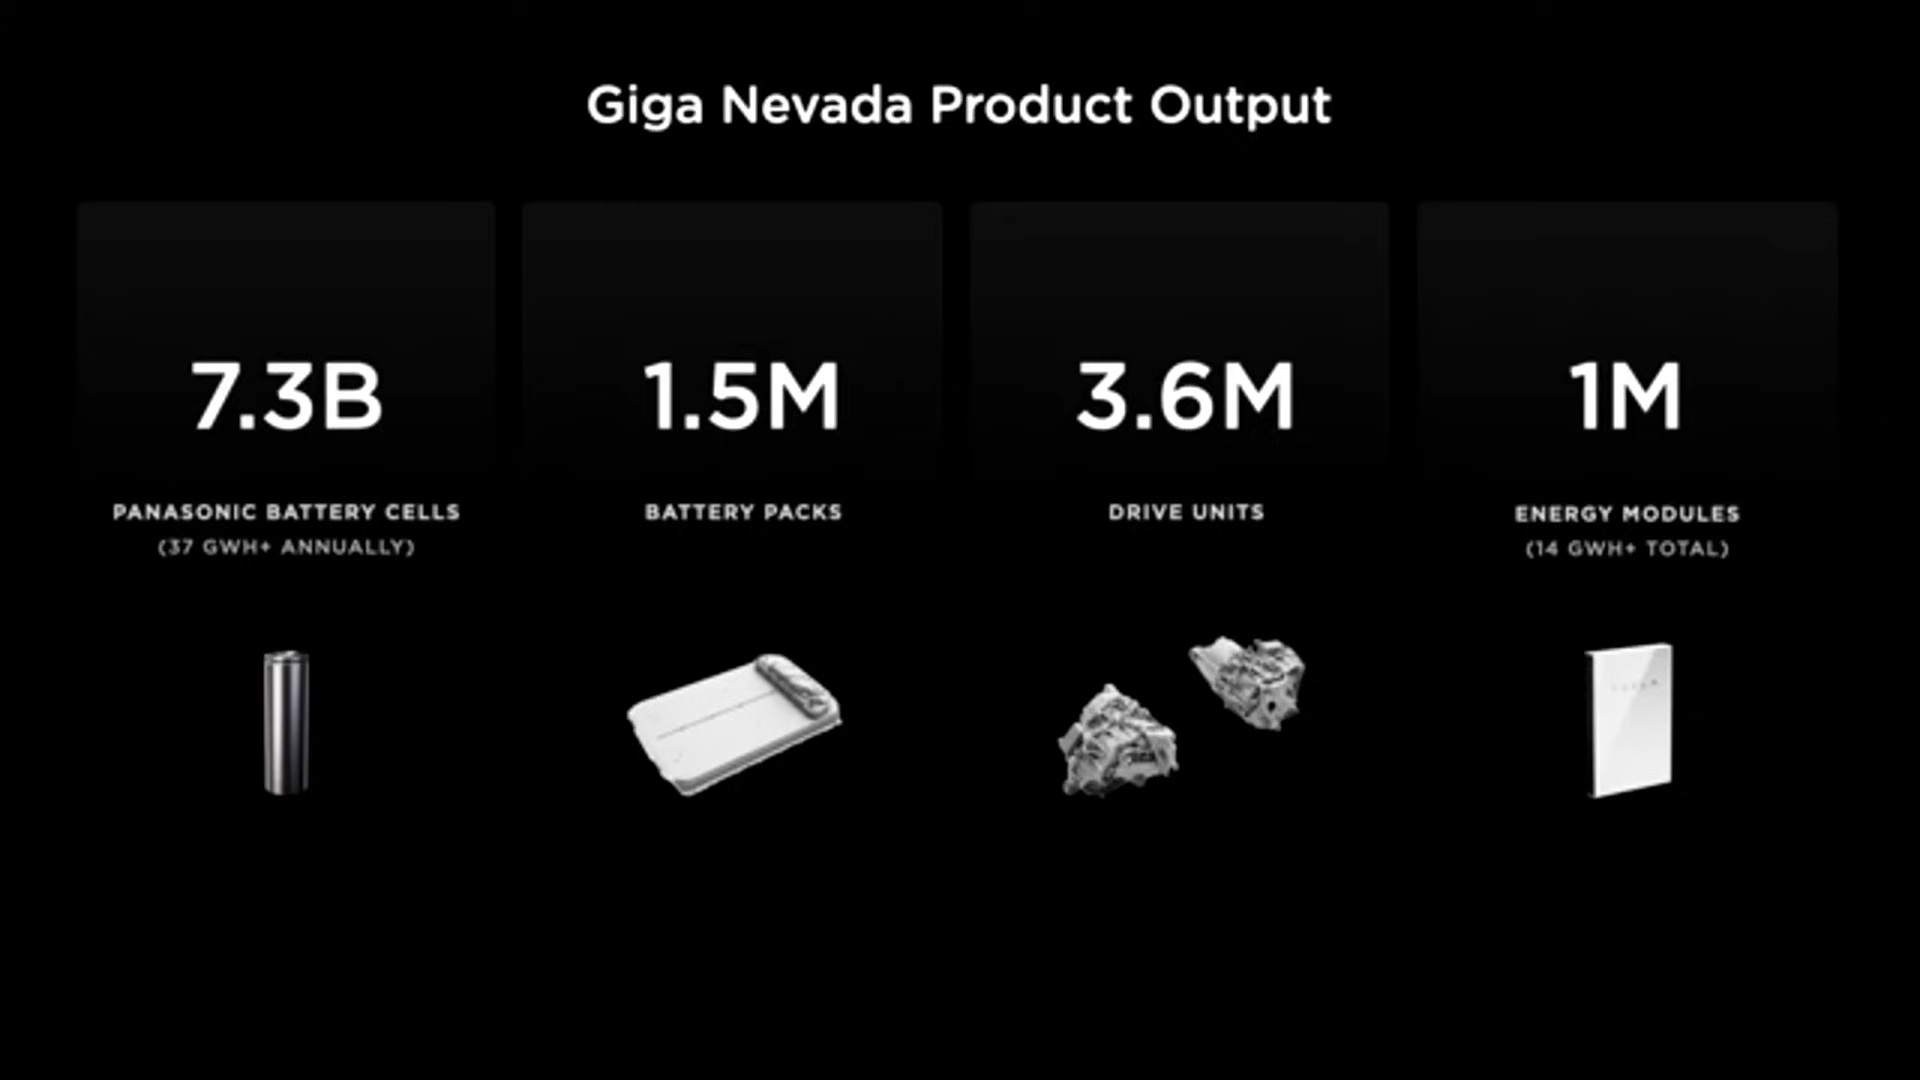 Giga Nevada Product Output
7.3B
PANASONIC BATTERY CELLS
(37 GWH+ ANNUALLY)
1.5M
BATTERY PACKS
3.6M
DRIVE UNITS
1M
ENERGY MODULES
(14 GWH+ TOTAL)